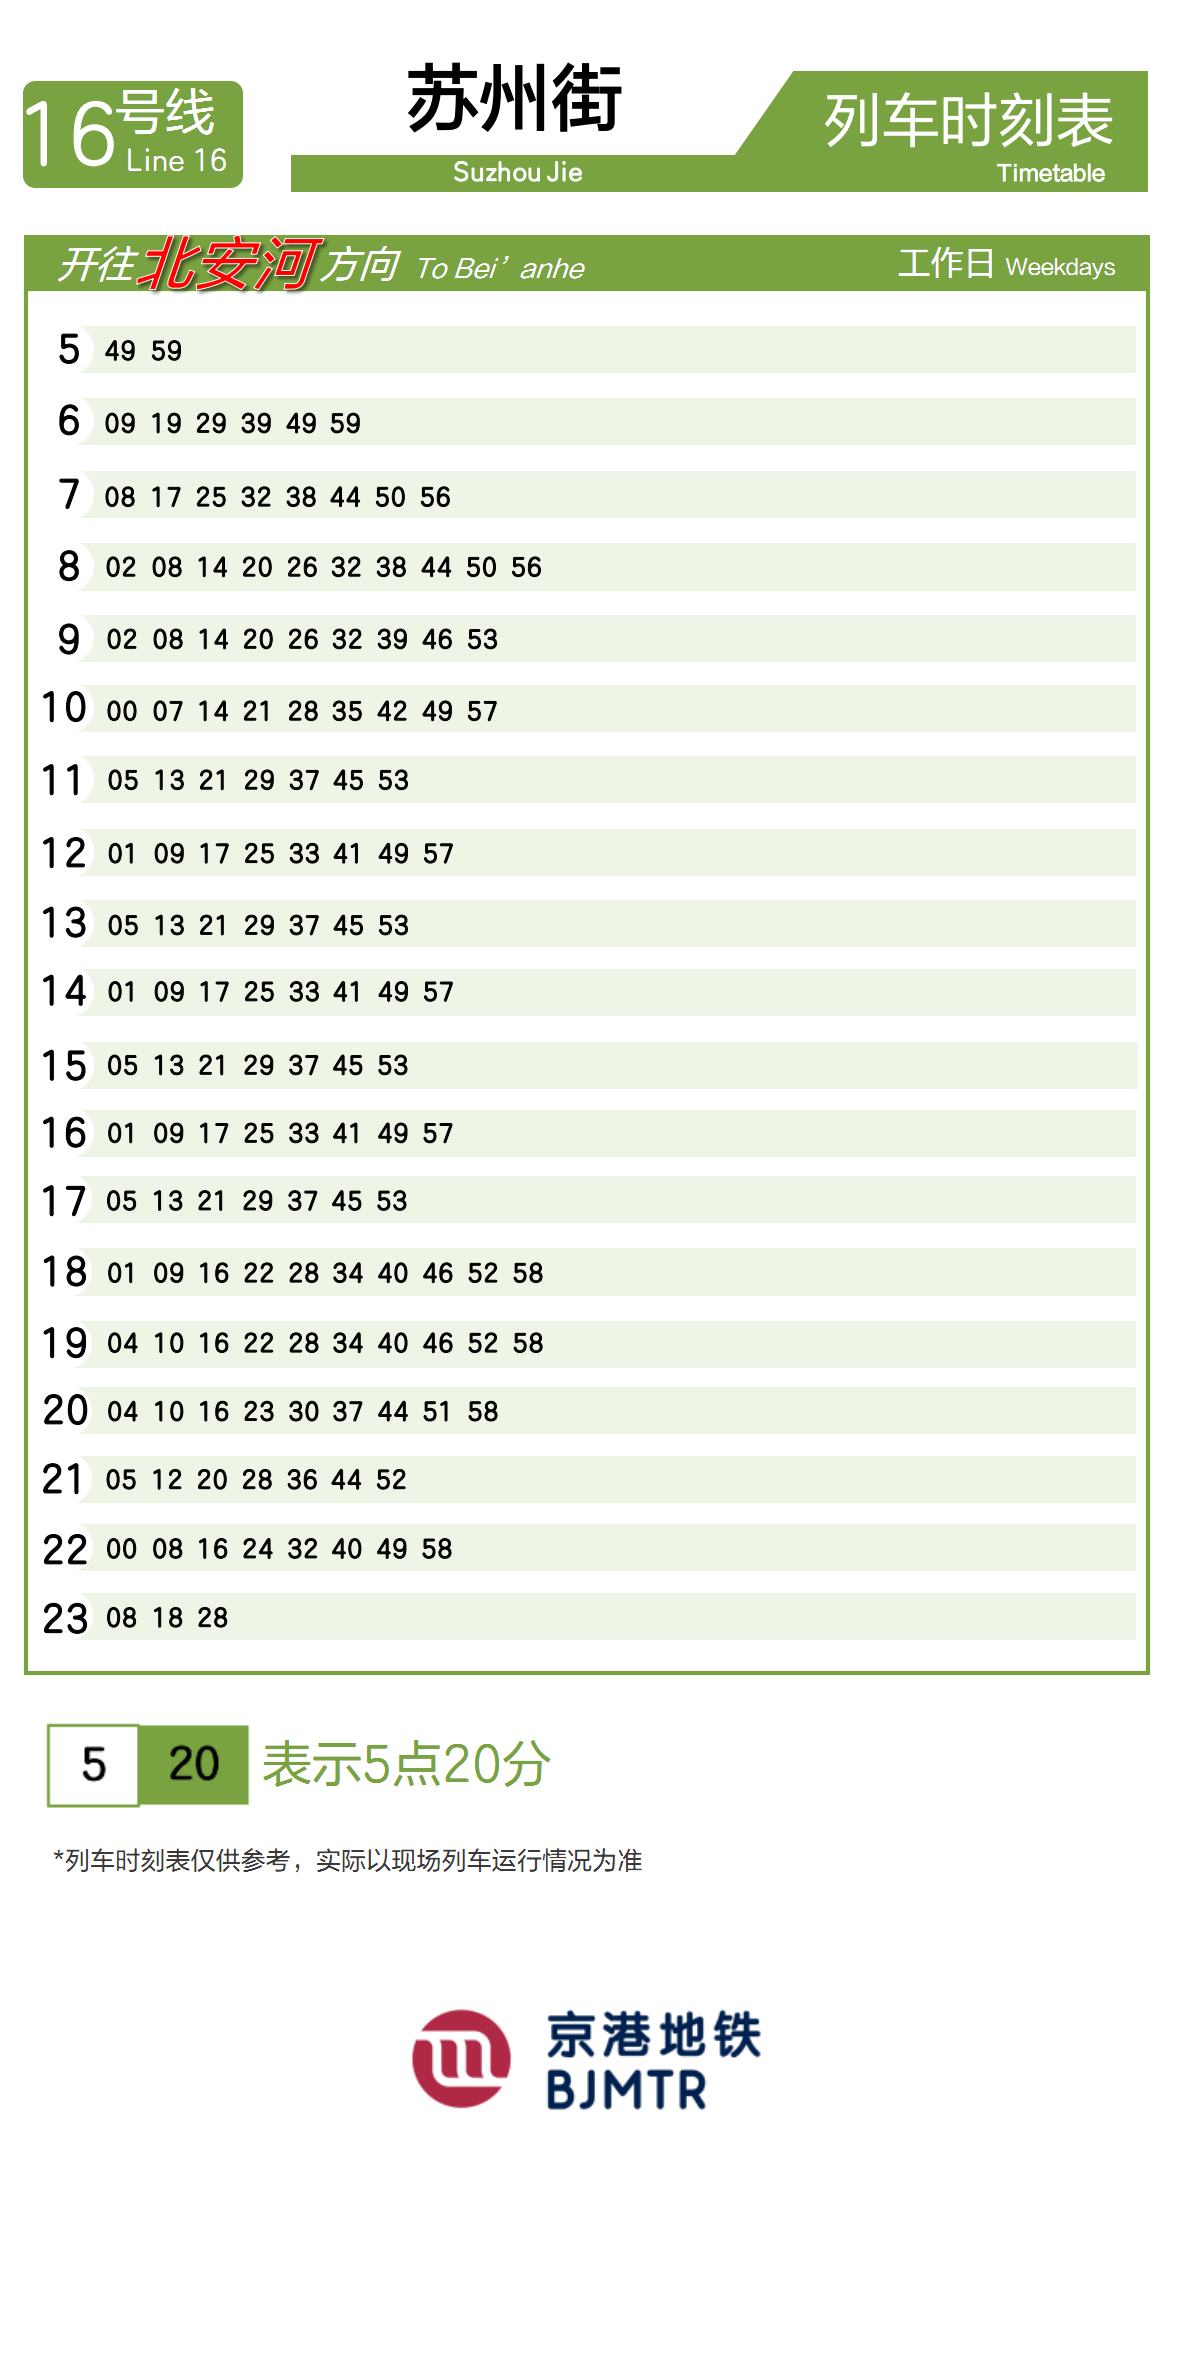 16号线
Line 16
苏州街
Suzhou Jie
列车时刻表
Timetable
开往北安河方向 To Bei’anhe 工作日 Weekdays
5 49 59
6 09 19 29 39 49 59
7 08 17 25 32 38 44 50 56
8 02 08 14 20 26 32 38 44 50 56
9 02 08 14 20 26 32 39 46 53
10 00 07 14 21 28 35 42 49 57
11 05 13 21 29 37 45 53
12 01 09 17 25 33 41 49 57
13 05 13 21 29 37 45 53
14 01 09 17 25 33 41 49 57
15 05 13 21 29 37 45 53
16 01 09 17 25 33 41 49 57
17 05 13 21 29 37 45 53
18 01 09 16 22 28 34 40 46 52 58
19 04 10 16 22 28 34 40 46 52 58
20 04 10 16 23 30 37 44 51 58
21 05 12 20 28 36 44 52
22 00 08 16 24 32 40 49 58
23 08 18 28
5 20 表示5点20分
*列车时刻表仅供参考，实际以现场列车运行情况为准
京港地铁
BJMTR